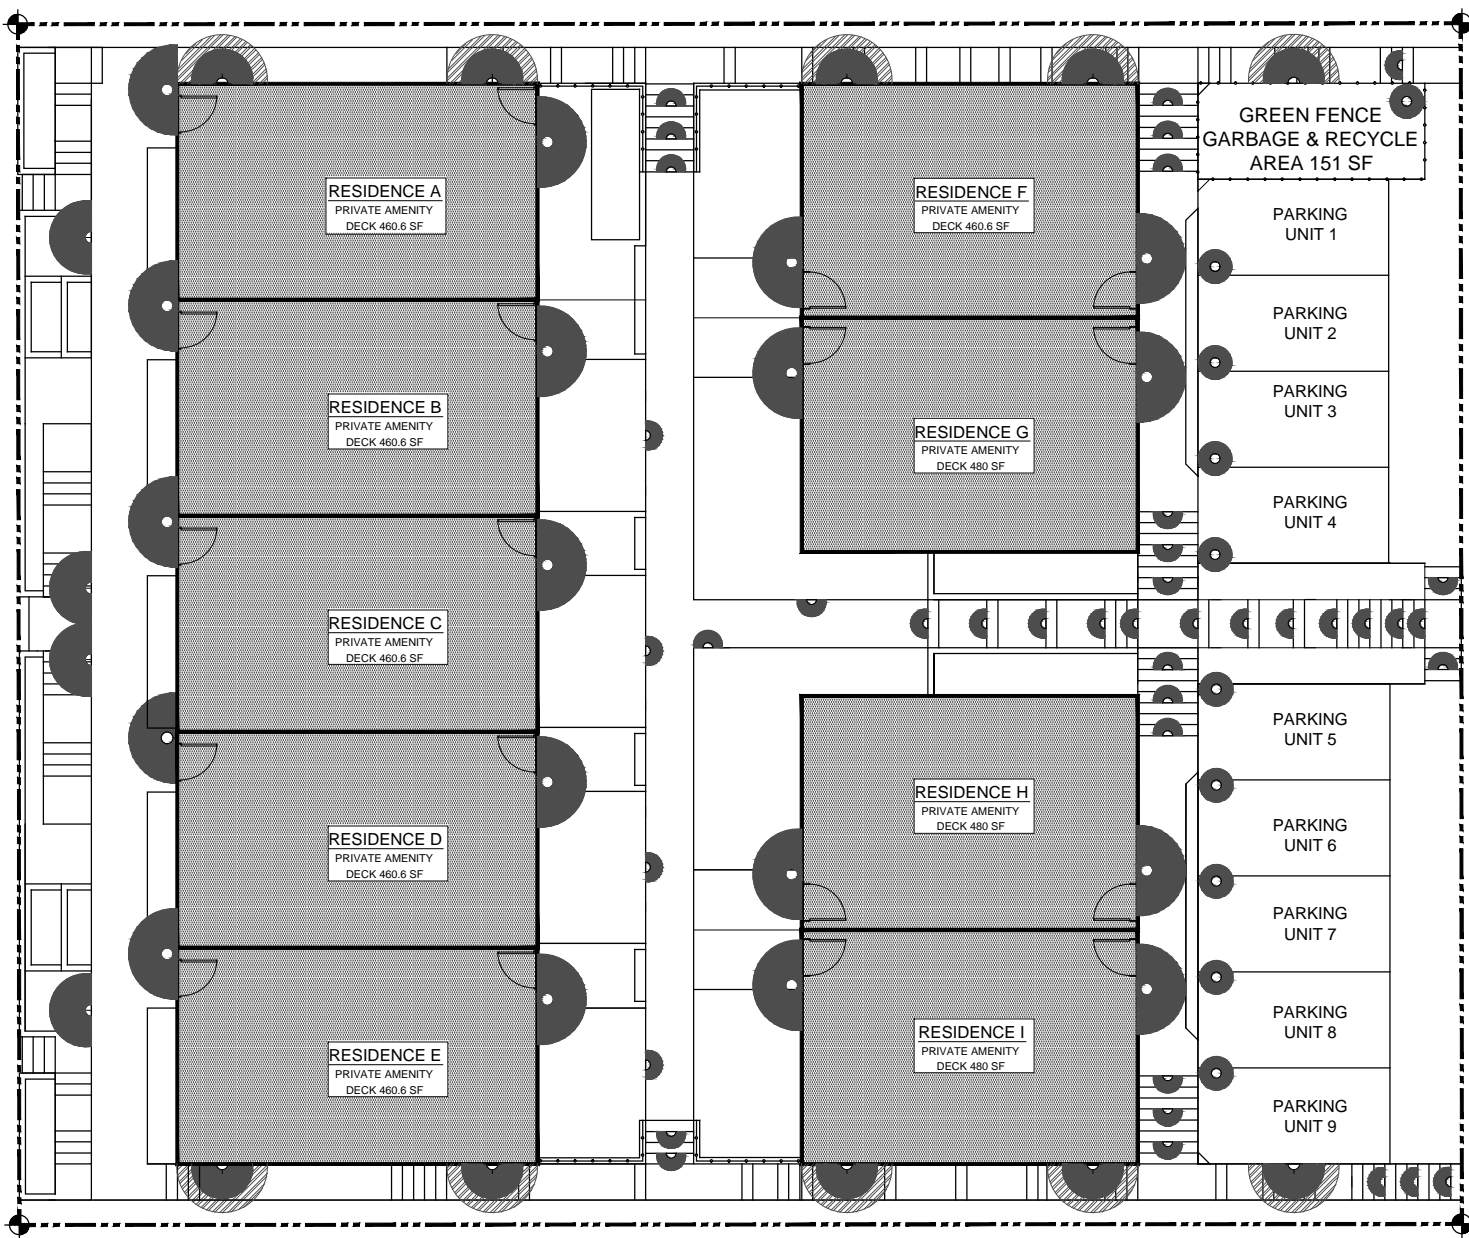 RESIDENCE A
PRIVATE AMENITY
DECK 460.6 SF
RESIDENCE B
PRIVATE AMENITY
DECK 460.6 SF
RESIDENCE C
PRIVATE AMENITY
DECK 460.6 SF
RESIDENCE D
PRIVATE AMENITY
DECK 460.6 SF
RESIDENCE E
PRIVATE AMENITY
DECK 460.6 SF
RESIDENCE F
PRIVATE AMENITY
DECK 460.6 SF
RESIDENCE G
PRIVATE AMENITY
DECK 480 SF
RESIDENCE H
PRIVATE AMENITY
DECK 480 SF
RESIDENCE I
PRIVATE AMENITY
DECK 480 SF
GREEN FENCE
GARBAGE & RECYCLE
AREA 151 SF
PARKING
UNIT 1
PARKING
UNIT 2
PARKING
UNIT 3
PARKING
UNIT 4
PARKING
UNIT 5
PARKING
UNIT 6
PARKING
UNIT 7
PARKING
UNIT 8
PARKING
UNIT 9